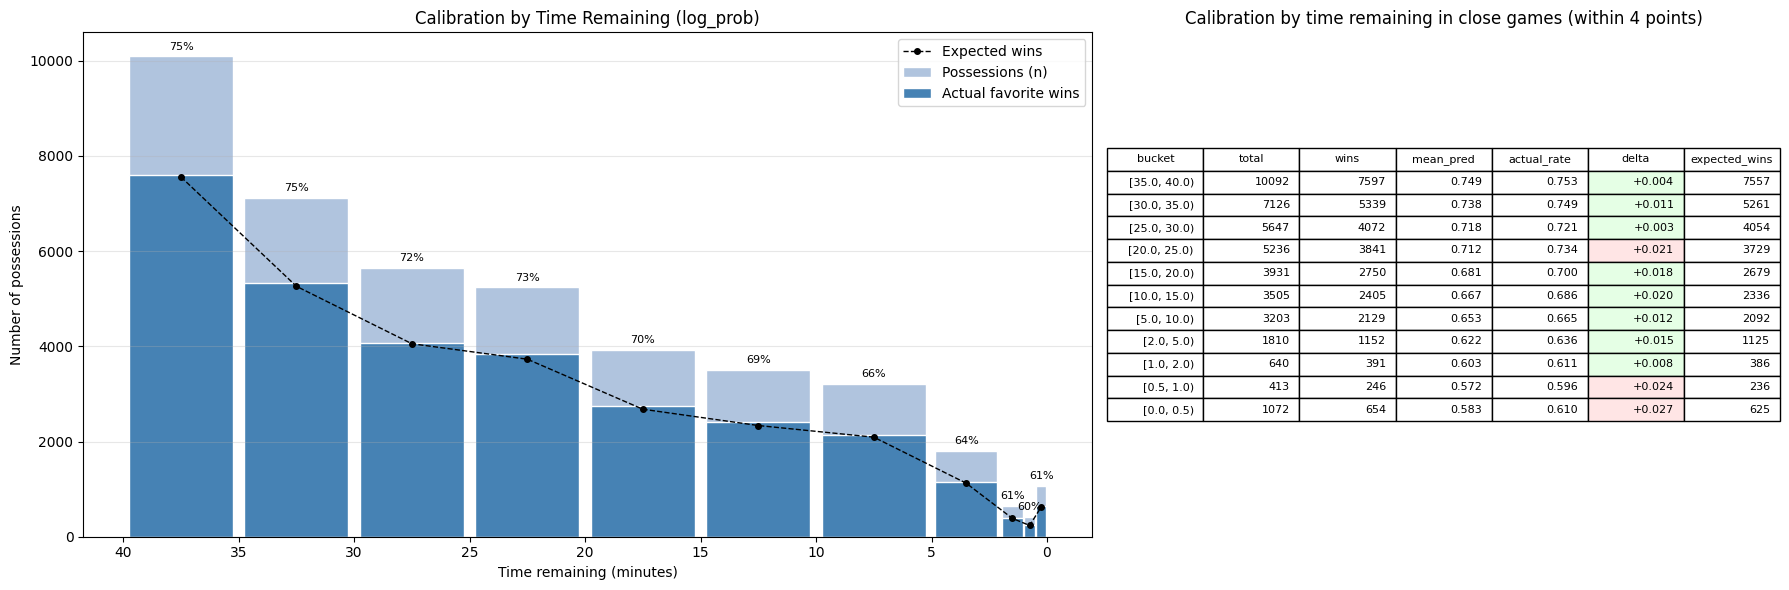 Calibration by Time Remaining (log_prob)
Number of possessions
10000
8000
6000
4000
2000
0
75%
75%
72%
73%
70%
69%
66%
64%
61%
60%
61%
Expected wins
Possessions (n)
Actual favorite wins
40 35 30 25 20 15 10 5 0
Time remaining (minutes)
Calibration by time remaining in close games (within 4 points)
bucket total wins mean_pred actual_rate delta expected_wins
[35.0, 40.0) 10092 7597 0.749 0.753 +0.004 7557
[30.0, 35.0) 7126 5339 0.738 0.749 +0.011 5261
[25.0, 30.0) 5647 4072 0.718 0.721 +0.003 4054
[20.0, 25.0) 5236 3841 0.712 0.734 +0.021 3729
[15.0, 20.0) 3931 2750 0.681 0.700 +0.018 2679
[10.0, 15.0) 3505 2405 0.667 0.686 +0.020 2336
[5.0, 10.0) 3203 2129 0.653 0.665 +0.012 2092
[2.0, 5.0) 1810 1152 0.622 0.636 +0.015 1125
[1.0, 2.0) 640 391 0.603 0.611 +0.008 386
[0.5, 1.0) 413 246 0.572 0.596 +0.024 236
[0.0, 0.5) 1072 654 0.583 0.610 +0.027 625